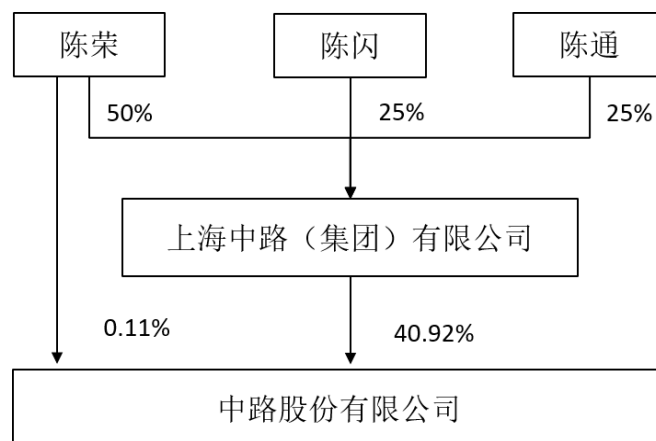 陈荣
陈闪
陈通
50%
25%
25%
上海中路（集团）有限公司
0.11%
40.92%
中路股份有限公司